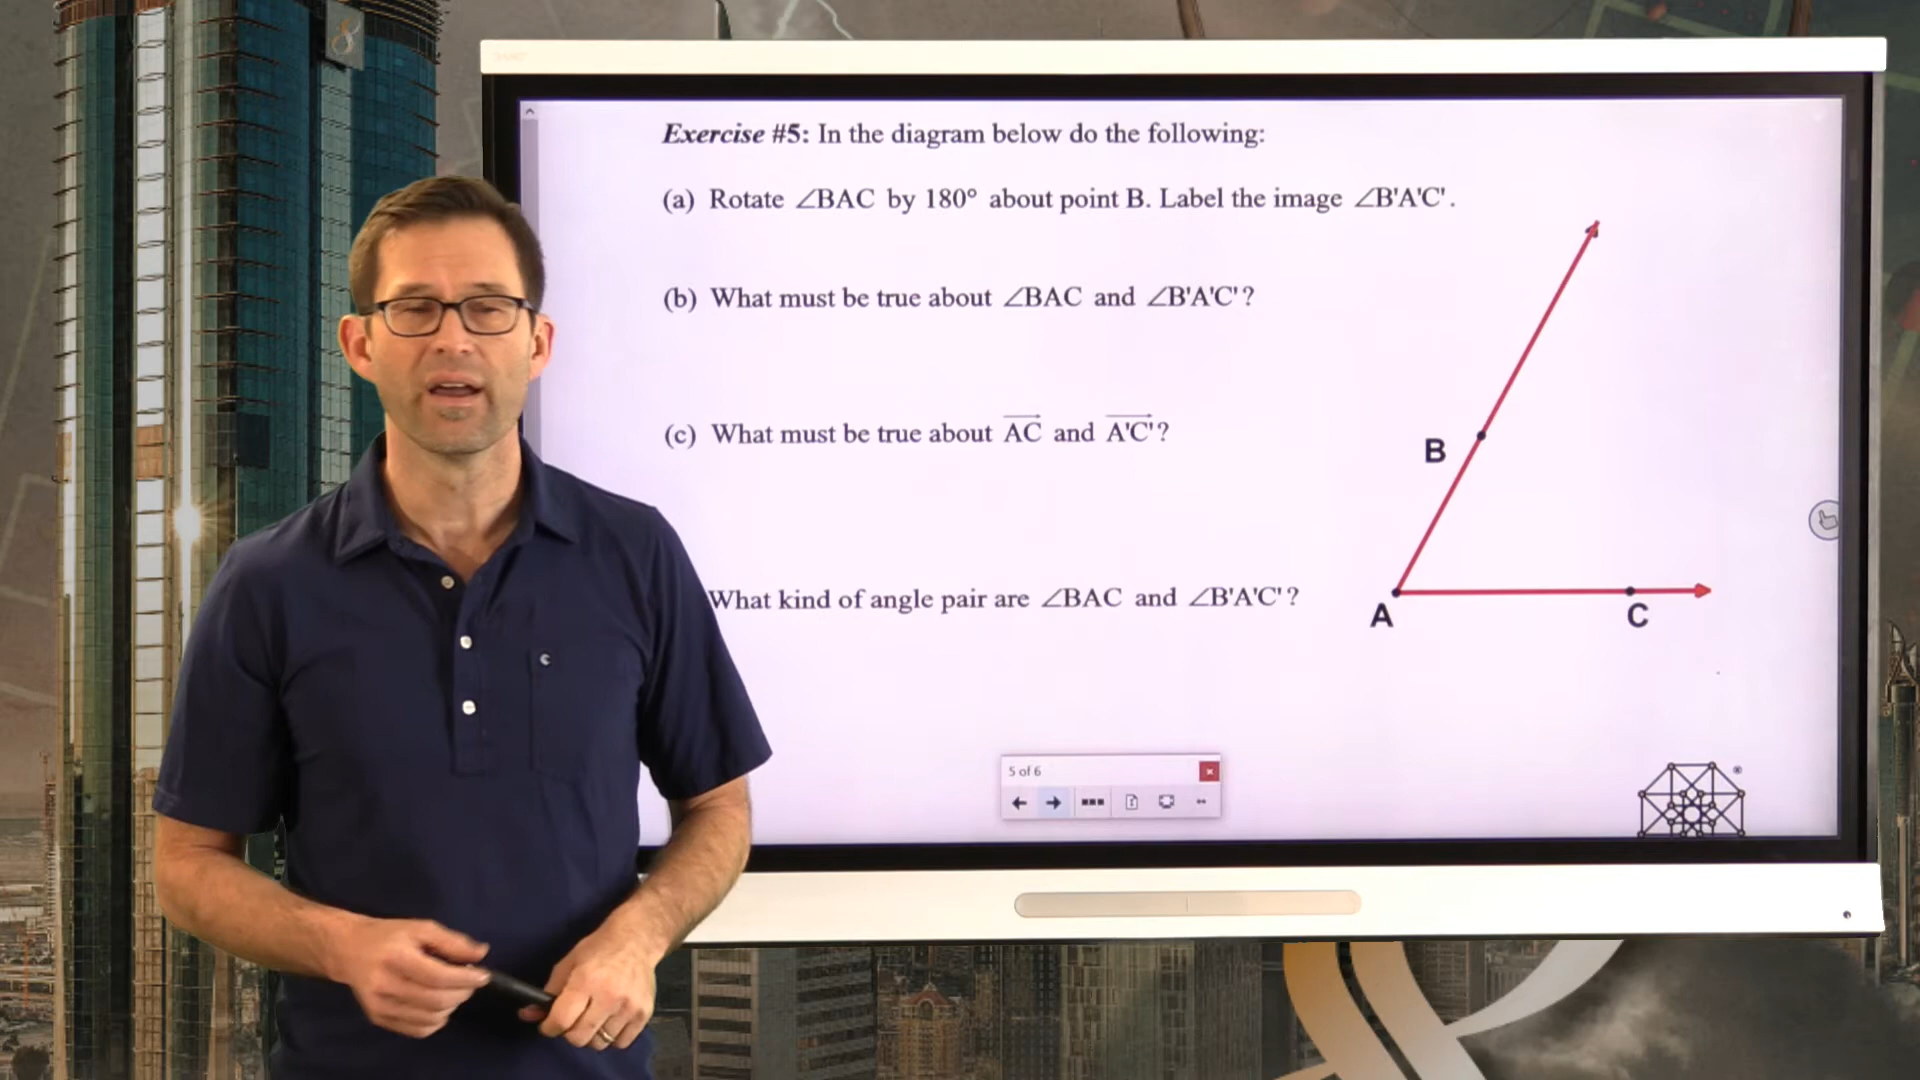 Exercise #5: In the diagram below do the following:
(a) Rotate ∠BAC by 180° about point B. Label the image ∠B'A'C'.
(b) What must be true about ∠BAC and ∠B'A'C'?
(c) What must be true about AC and A'C'?
What kind of angle pair are ∠BAC and ∠B'A'C'?
B
A
C
5 of 6